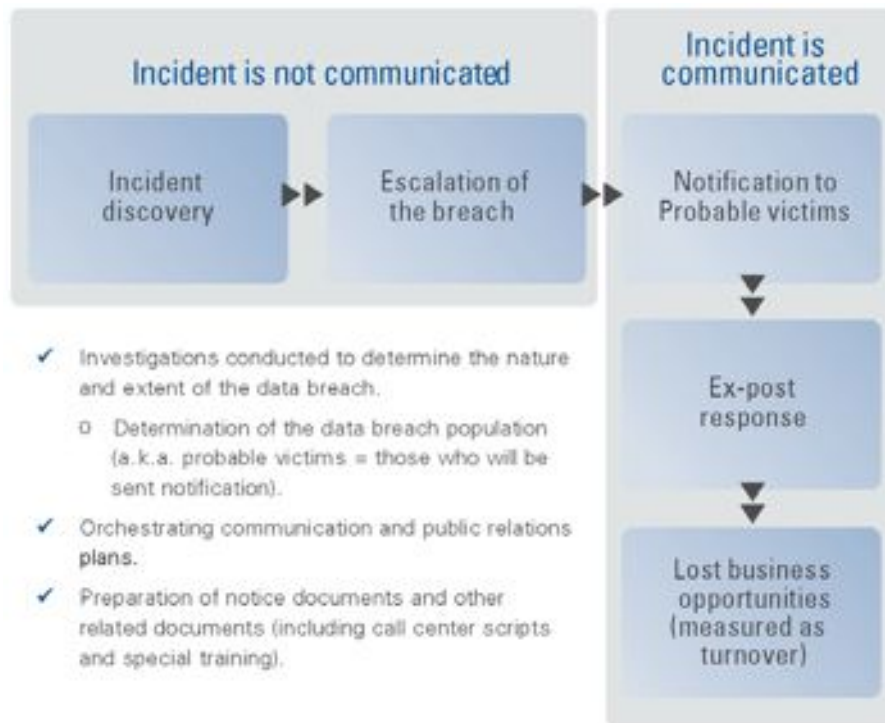 Incident is not communicated
Incident
discovery
Escalation of
the breach
Incident is
communicated
Notification to
Probable victims
Ex-post
response
Lost business
opportunities
(measured as
turnover)
✔ Investigations conducted to determine the nature
and extent of the data breach.
o Determination of the data breach population
(a.k.a. probable victims = those who will be
sent notification).
✔ Orchestrating communication and public relations
plans.
✔ Preparation of notice documents and other
related documents (including call center scripts
and special training).